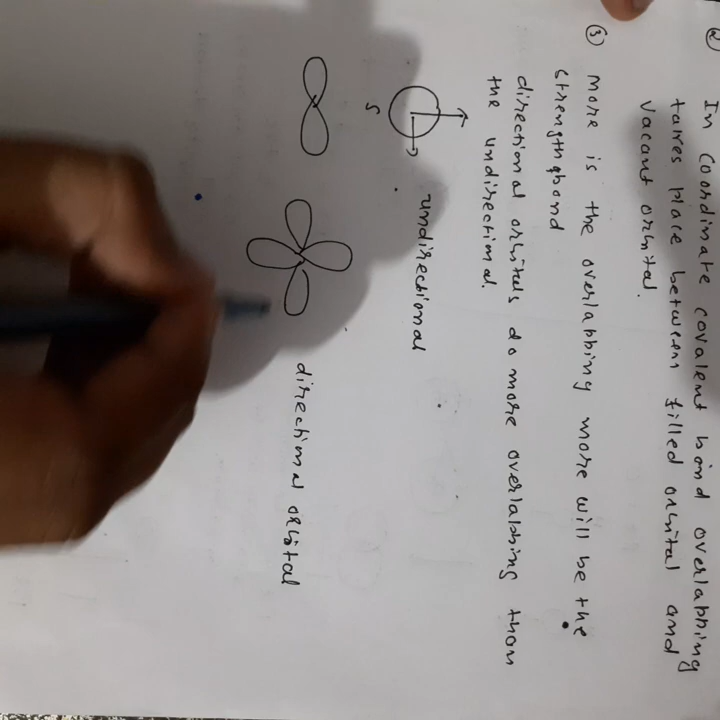 ② In coordinate covalent bond overlapping
takes place between filled orbital and
vacant orbital.
③ more is the overlapping more will be the
strength bond
directional orbitals do more overlapping than
the undirectional.
S
undirectional
directional orbital